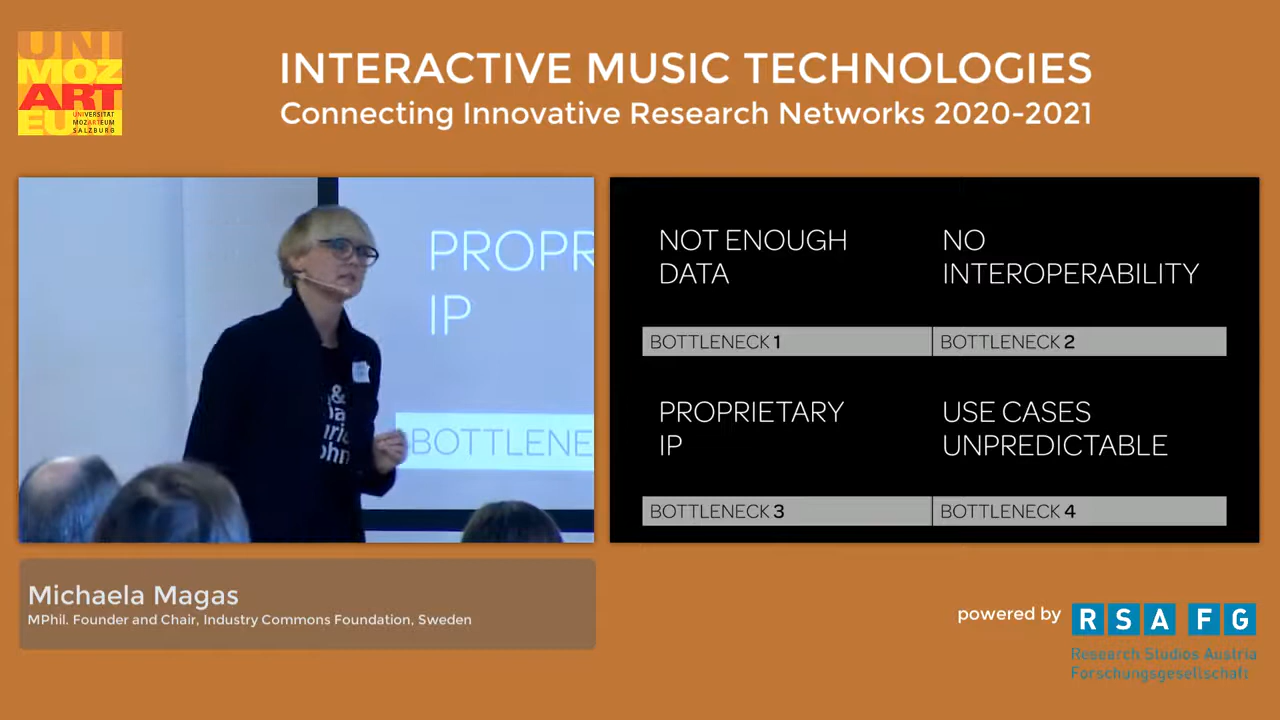 UNI
MOZ
ART
EU
UNIVERSITÄT
MOZARTEUM
SALZBURG
INTERACTIVE MUSIC TECHNOLOGIES
Connecting Innovative Research Networks 2020-2021
PROPR
IP
BOTTLENE
NOT ENOUGH
DATA
NO
INTEROPERABILITY
BOTTLENECK 1
BOTTLENECK 2
PROPRIETARY
IP
USE CASES
UNPREDICTABLE
BOTTLENECK 3
BOTTLENECK 4
Michaela Magas
MPhil. Founder and Chair, Industry Commons Foundation, Sweden
powered by
RSA FG
Research Studios Austria
Forschungsgesellschaft